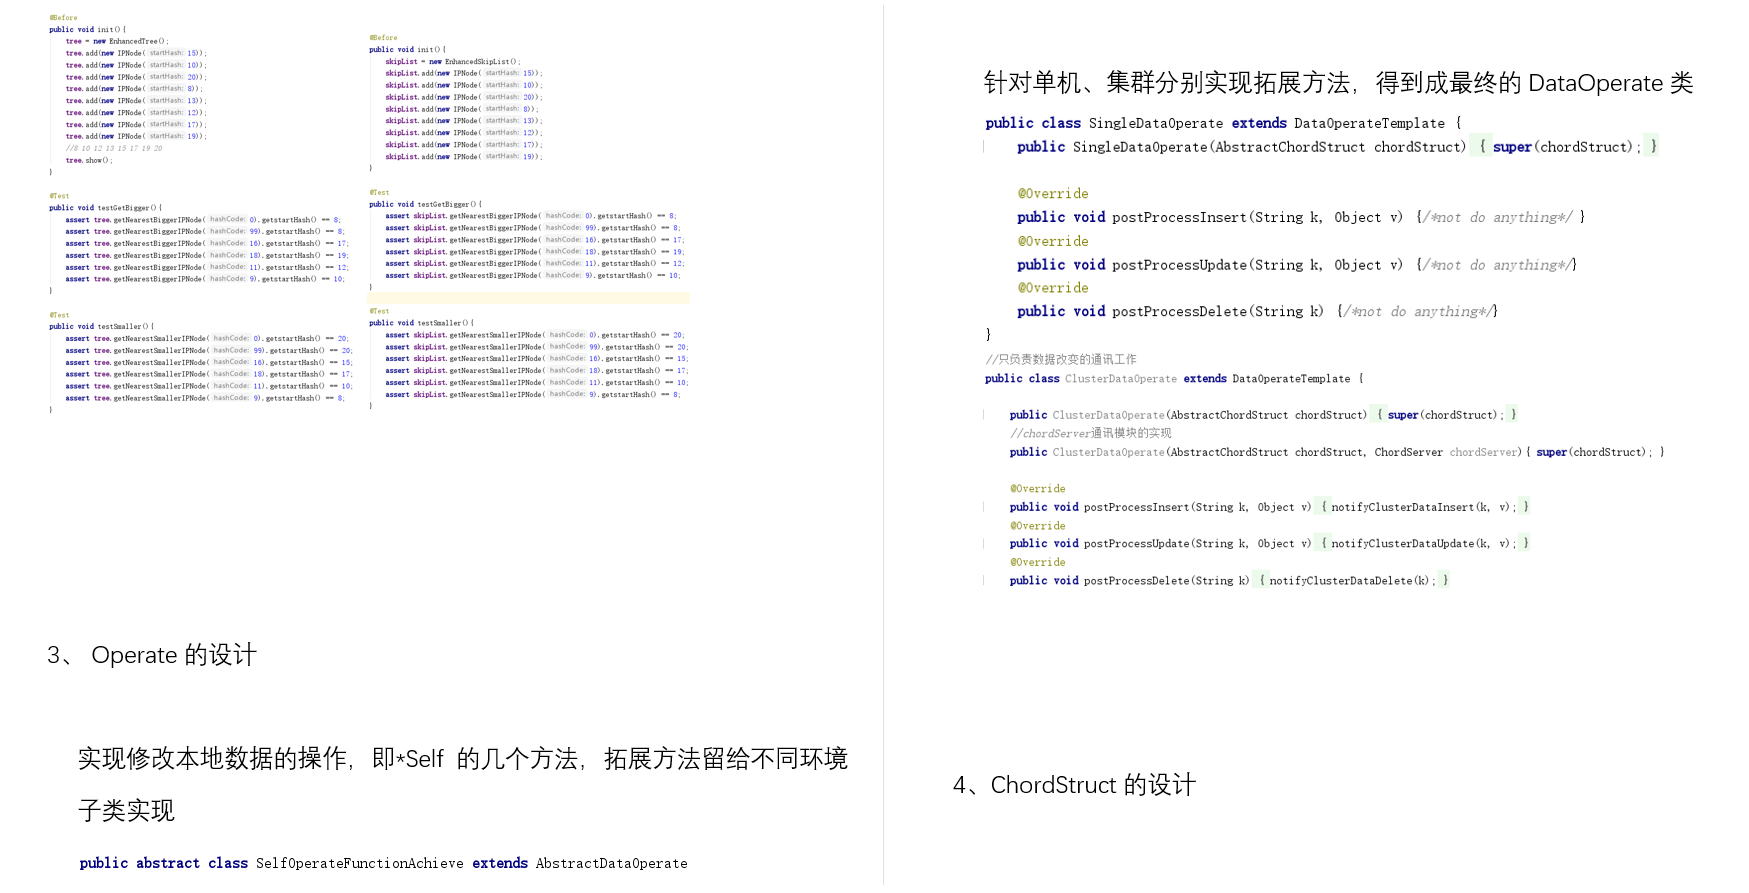 @Before
public void init(){
tree = new EnhancedTree();
tree.add(new IPNode( startHash: 15));
tree.add(new IPNode( startHash: 10));
tree.add(new IPNode( startHash: 20));
tree.add(new IPNode( startHash: 8));
tree.add(new IPNode( startHash: 13));
tree.add(new IPNode( startHash: 12));
tree.add(new IPNode( startHash: 17));
tree.add(new IPNode( startHash: 19));
//8 10 12 13 15 17 19 20
tree.show();
}
@Test
public void testGetBigger(){
assert tree.getNearestBiggerIPNode( hashCode: 0).getstartHash() == 8;
assert tree.getNearestBiggerIPNode( hashCode: 99).getstartHash() == 8;
assert tree.getNearestBiggerIPNode( hashCode: 16).getstartHash() == 17;
assert tree.getNearestBiggerIPNode( hashCode: 18).getstartHash() == 19;
assert tree.getNearestBiggerIPNode( hashCode: 11).getstartHash() == 12;
assert tree.getNearestBiggerIPNode( hashCode: 9).getstartHash() == 10;
}
@Test
public void testSmaller(){
assert tree.getNearestSmallerIPNode( hashCode: 0).getstartHash() == 20;
assert tree.getNearestSmallerIPNode( hashCode: 99).getstartHash() == 20;
assert tree.getNearestSmallerIPNode( hashCode: 16).getstartHash() == 15;
assert tree.getNearestSmallerIPNode( hashCode: 18).getstartHash() == 17;
assert tree.getNearestSmallerIPNode( hashCode: 11).getstartHash() == 10;
assert tree.getNearestSmallerIPNode( hashCode: 9).getstartHash() == 8;
}
@Before
public void init(){
skipList = new EnhancedSkipList();
skipList.add(new IPNode( startHash: 15));
skipList.add(new IPNode( startHash: 10));
skipList.add(new IPNode( startHash: 20));
skipList.add(new IPNode( startHash: 8));
skipList.add(new IPNode( startHash: 13));
skipList.add(new IPNode( startHash: 12));
skipList.add(new IPNode( startHash: 17));
skipList.add(new IPNode( startHash: 19));
}
@Test
public void testGetBigger(){
assert skipList.getNearestBiggerIPNode( hashCode: 0).getstartHash() == 8;
assert skipList.getNearestBiggerIPNode( hashCode: 99).getstartHash() == 8;
assert skipList.getNearestBiggerIPNode( hashCode: 16).getstartHash() == 17;
assert skipList.getNearestBiggerIPNode( hashCode: 18).getstartHash() == 19;
assert skipList.getNearestBiggerIPNode( hashCode: 11).getstartHash() == 12;
assert skipList.getNearestBiggerIPNode( hashCode: 9).getstartHash() == 10;
}
@Test
public void testSmaller(){
assert skipList.getNearestSmallerIPNode( hashCode: 0).getstartHash() == 20;
assert skipList.getNearestSmallerIPNode( hashCode: 99).getstartHash() == 20;
assert skipList.getNearestSmallerIPNode( hashCode: 16).getstartHash() == 15;
assert skipList.getNearestSmallerIPNode( hashCode: 18).getstartHash() == 17;
assert skipList.getNearestSmallerIPNode( hashCode: 11).getstartHash() == 10;
assert skipList.getNearestSmallerIPNode( hashCode: 9).getstartHash() == 8;
}
3、 Operate 的设计
实现修改本地数据的操作，即*Self 的几个方法，拓展方法留给不同环境
子类实现
public abstract class SelfOperateFunctionAchieve extends AbstractDataOperate
针对单机、集群分别实现拓展方法，得到成最终的 DataOperate 类
public class SingleDataOperate extends DataOperateTemplate {
public SingleDataOperate(AbstractChordStruct chordStruct) { super(chordStruct); }
@Override
public void postProcessInsert(String k, Object v) {/*not do anything*/ }
@Override
public void postProcessUpdate(String k, Object v) {/*not do anything*/}
@Override
public void postProcessDelete(String k) {/*not do anything*/}
}
//只负责数据改变的通讯工作
public class ClusterDataOperate extends DataOperateTemplate {
public ClusterDataOperate(AbstractChordStruct chordStruct) { super(chordStruct); }
//chordServer通讯模块的实现
public ClusterDataOperate(AbstractChordStruct chordStruct, ChordServer chordServer){ super(chordStruct); }
@Override
public void postProcessInsert(String k, Object v) { notifyClusterDataInsert(k, v); }
@Override
public void postProcessUpdate(String k, Object v) { notifyClusterDataUpdate(k, v); }
@Override
public void postProcessDelete(String k) { notifyClusterDataDelete(k); }
4、ChordStruct 的设计